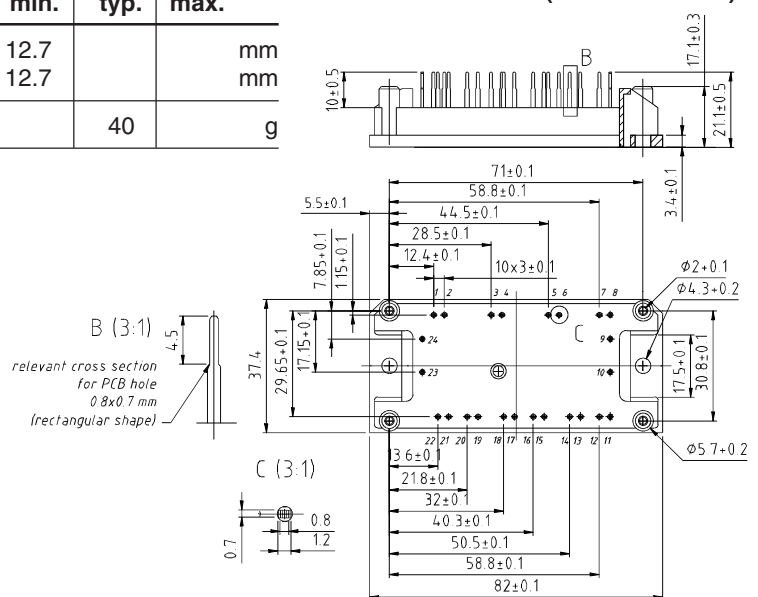 min. typ. max.
12.7 mm
12.7 mm
40 g
B
10±0.5
17.1±0.3
21.1±0.5
3.4±0.1
71±0.1
58.8±0.1
5.5±0.1
44.5±0.1
28.5±0.1
12.4±0.1
10x3±0.1
7.85±0.1
1.15±0.1
Φ2+0.1
Φ4.3+0.2
1 2 3 4 5 6 7 8
C
24
9
23
10
37.4
29.65±0.1
17.15±0.1
17.5±0.1
30.8±0.1
B (3:1)
4.5
relevant cross section
for PCB hole
0.8x0.7 mm
(rectangular shape)
22 21 20 19 18 17 16 15 14 13 12 11
Φ5.7+0.2
13.6±0.1
21.8±0.1
32±0.1
40.3±0.1
50.5±0.1
58.8±0.1
82±0.1
C (3:1)
0.7
0.8
1.2